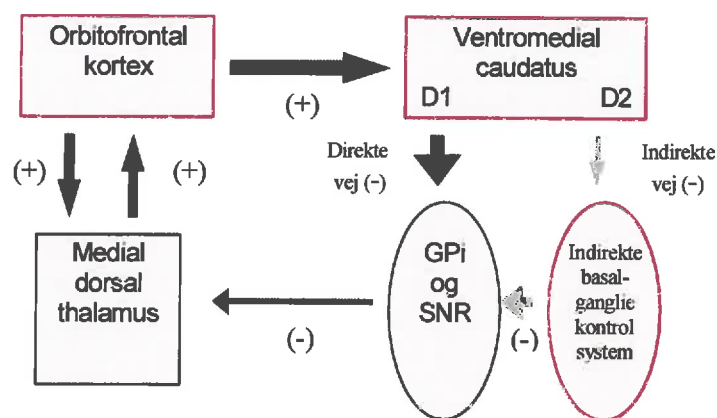 Orbitofrontal
kortex
(+)
Ventromedial
caudatus
D1 D2
(+)
(+)
Direkte
vej (-)
Indirekte
vej (-)
Medial
dorsal
thalamus
(-)
GPi
og
SNR
(-)
Indirekte
basal-
ganglie
kontrol
system